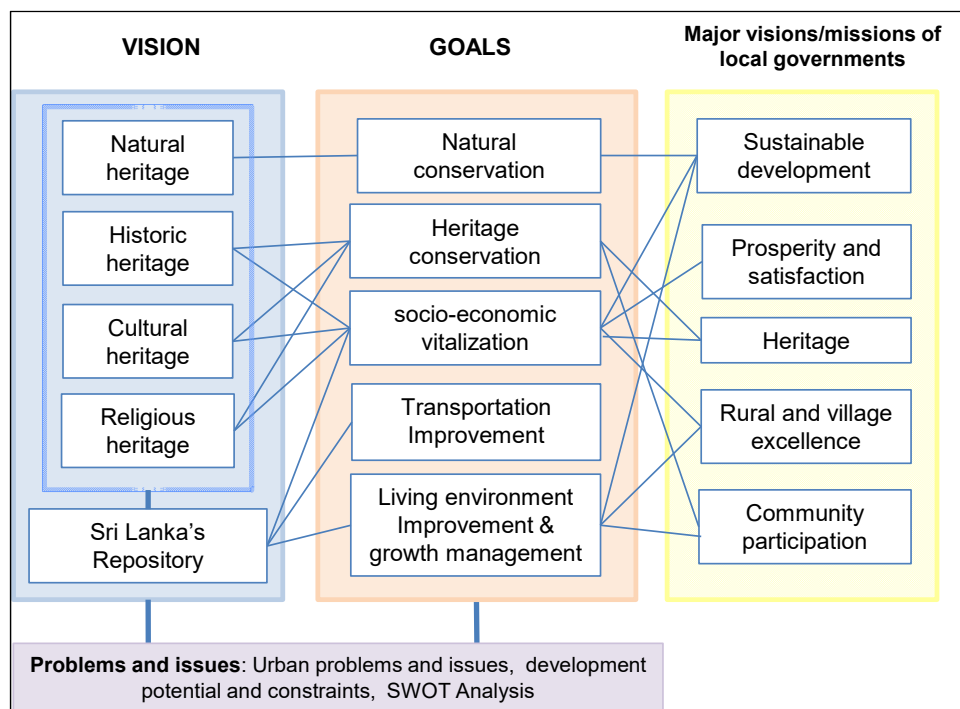 VISION
Natural
heritage
Historic
heritage
Cultural
heritage
Religious
heritage
Sri Lanka’s
Repository
GOALS
Natural
conservation
Heritage
conservation
socio-economic
vitalization
Transportation
Improvement
Living environment
Improvement &
growth management
Major visions/missions of
local governments
Sustainable
development
Prosperity and
satisfaction
Heritage
Rural and village
excellence
Community
participation
Problems and issues: Urban problems and issues, development
potential and constraints, SWOT Analysis